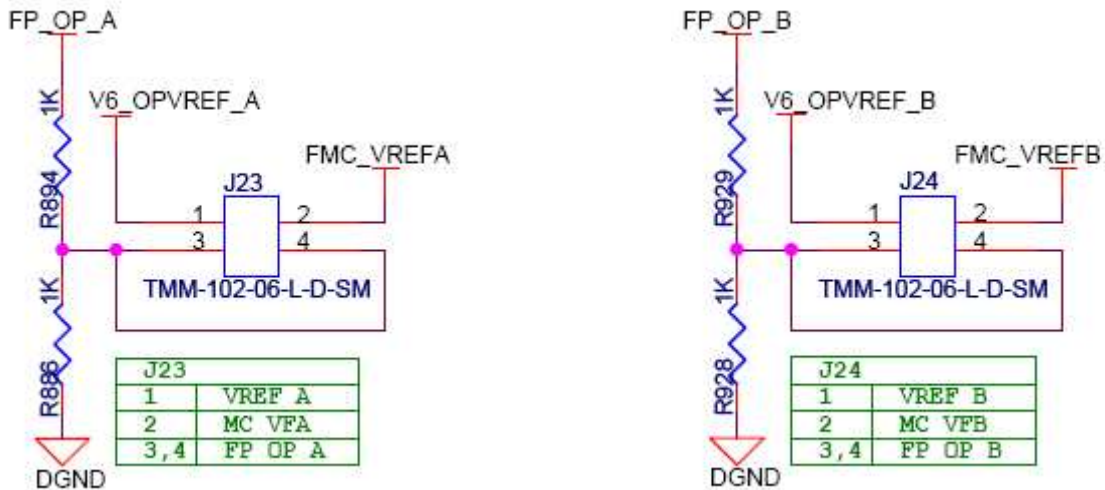 FP_OP_A
1K
V6_OPVREF_A
FMC_VREFA
R894
J23
1 2
3 4
1K
TMM-102-06-L-D-SM
R886
J23
1 VREF A
2 MC VFA
3,4 FP OP A
DGND
FP_OP_B
1K
V6_OPVREF_B
FMC_VREFB
R929
J24
1 2
3 4
1K
TMM-102-06-L-D-SM
R928
J24
1 VREF B
2 MC VFB
3,4 FP OP B
DGND